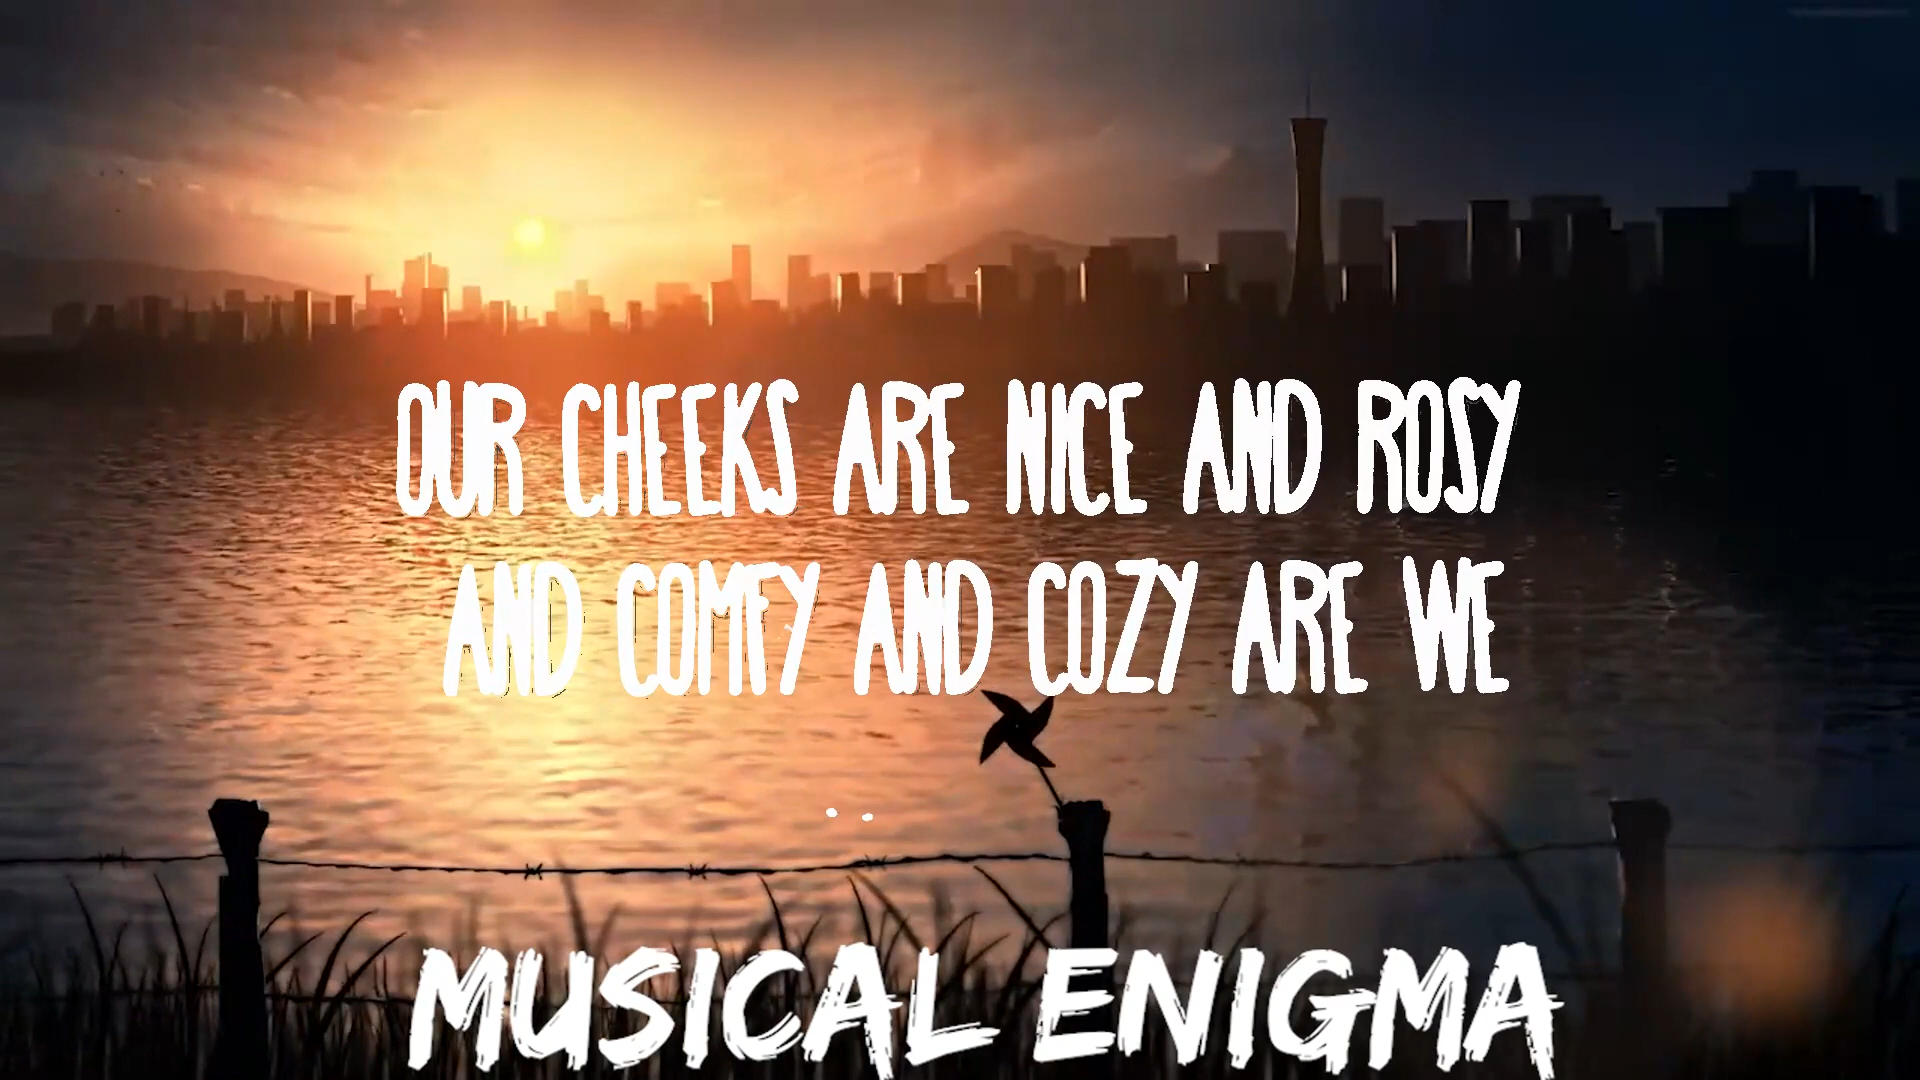 OUR CHEEKS ARE NICE AND ROSY
AND COMFY AND COZY ARE WE
MUSICAL ENIGMA